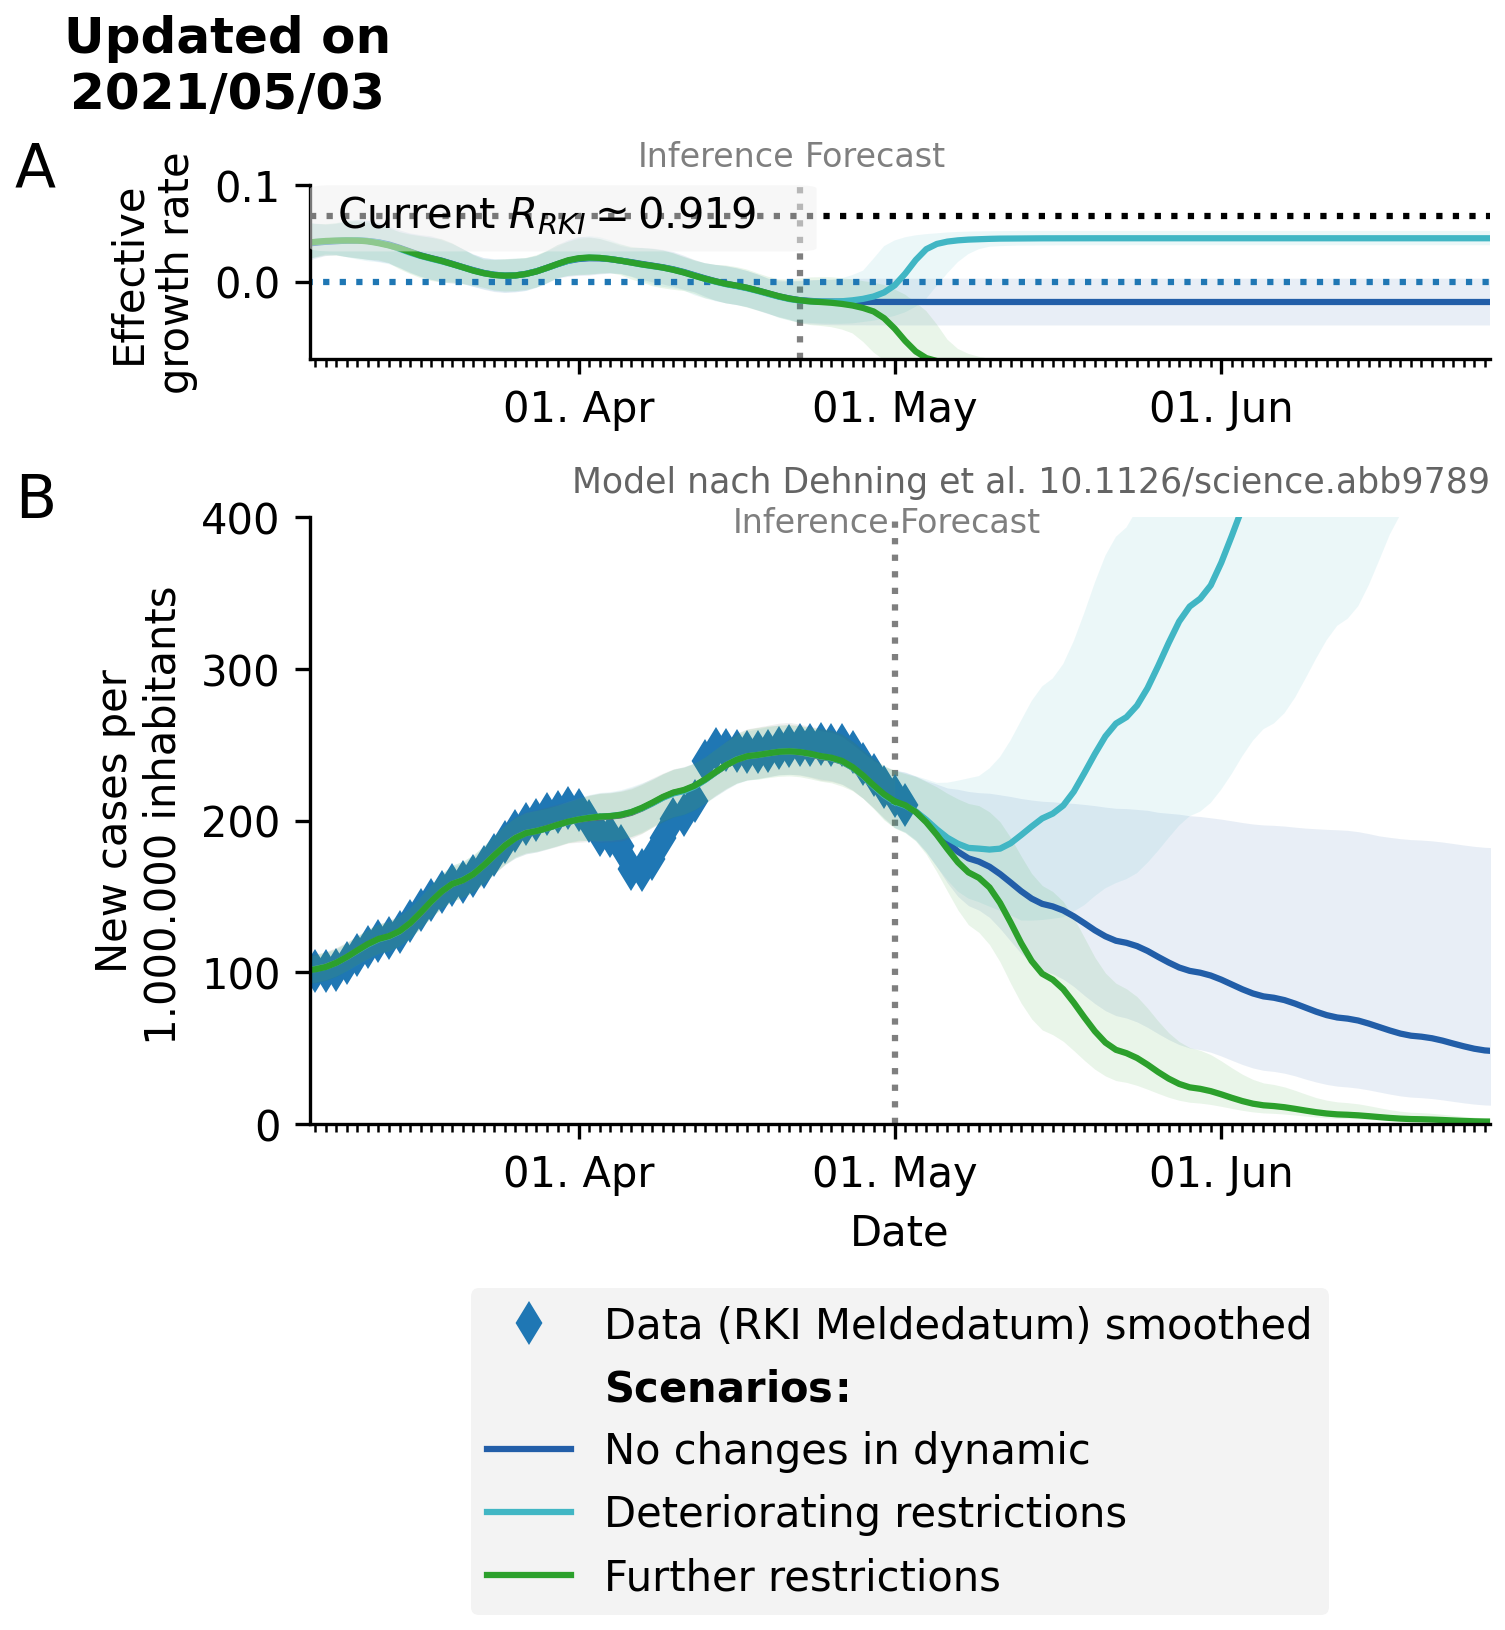 Updated on
2021/05/03
A
Inference Forecast
Effective
growth rate
0.1
0.0
Current R_RKI ≃ 0.919
01. Apr
01. May
01. Jun
B
Model nach Dehning et al. 10.1126/science.abb9789
Inference Forecast
New cases per
1.000.000 inhabitants
400
300
200
100
0
01. Apr
01. May
01. Jun
Date
Data (RKI Meldedatum) smoothed
Scenarios:
No changes in dynamic
Deteriorating restrictions
Further restrictions